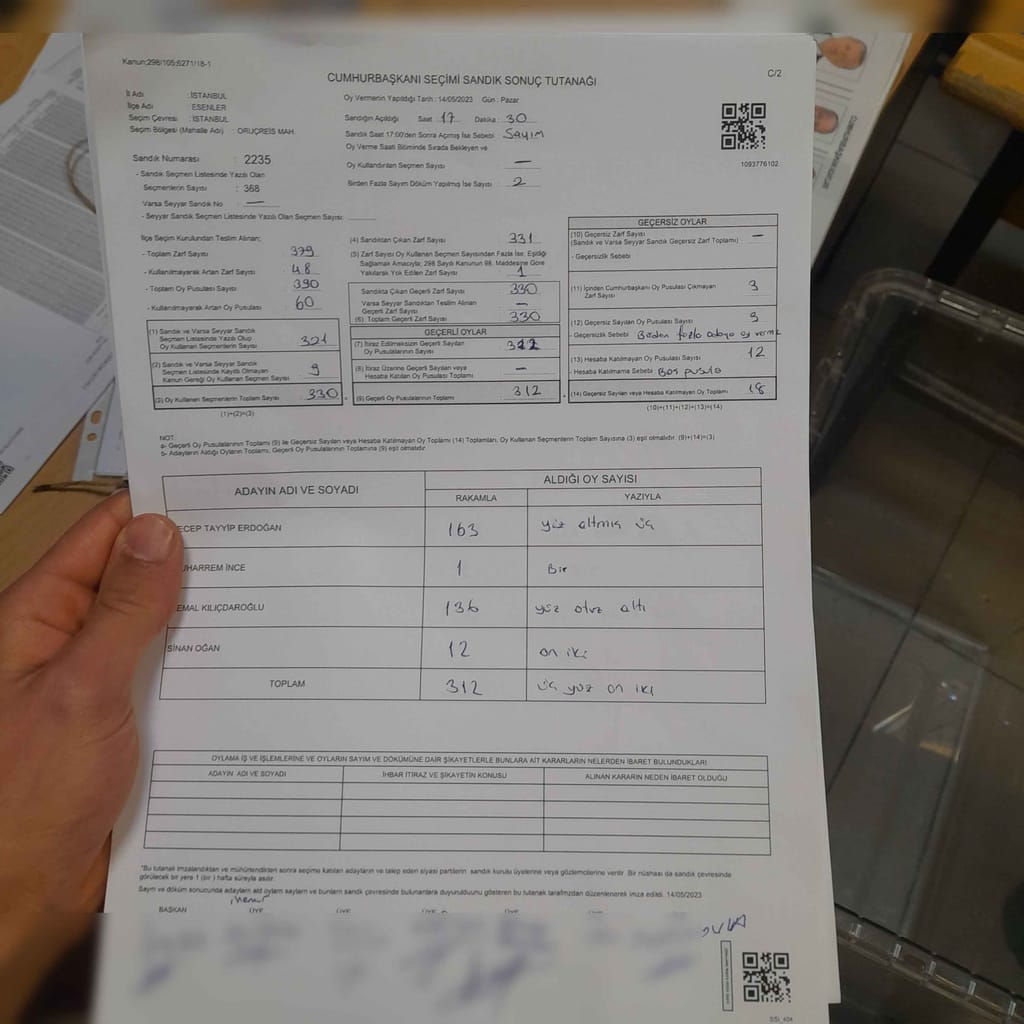 Kanun:298/105;6271/18-1
CUMHURBAŞKANI SEÇİMİ SANDIK SONUÇ TUTANAĞI
C/2
İl Adı : İSTANBUL
İlçe Adı : ESENLER
Seçim Çevresi : İSTANBUL
Seçim Bölgesi (Mahalle Adı) : ORUÇREİS MAH.
Oy Vermenin Yapıldığı Tarih : 14/05/2023 Gün : Pazar
Sandığın Açıldığı Saat : 17 Dakika : 30
Sandık Saat 17:00'den Sonra Açılmış İse Sebebi : Sayım
Oy Verme Saati Bitiminde Sırada Bekleyen ve
Oy Kullandırılan Seçmen Sayısı —
Birden Fazla Sayım Döküm Yapılmış İse Sayısı : 2
1093776102
Sandık Numarası : 2235
- Sandık Seçmen Listesinde Yazılı Olan
Seçmenlerin Sayısı : 368
Varsa Seyyar Sandık No : —
- Seyyar Sandık Seçmen Listesinde Yazılı Olan Seçmen Sayısı:
İlçe Seçim Kurulundan Teslim Alınan;
- Toplam Zarf Sayısı : 379
- Kullanılmayarak Artan Zarf Sayısı : 48
- Toplam Oy Pusulası Sayısı : 390
- Kullanılmayarak Artan Oy Pusulası : 60
(1) Sandık ve Varsa Seyyar Sandık
Seçmen Listesinde Yazılı Olup
Oy Kullanan Seçmenlerin Sayısı 321
(2) Sandık ve Varsa Seyyar Sandık
Seçmen Listesinde Kayıtlı Olmayan
Kanun Gereği Oy Kullanan Seçmen Sayısı 9
(3) Oy Kullanan Seçmenlerin Toplam Sayısı 330
(1)+(2)=(3)
(4) Sandıktan Çıkan Zarf Sayısı : 331
(5) Zarf Sayısı Oy Kullanan Seçmen Sayısından Fazla İse, Eşitliği
Sağlamak Amacıyla; 298 Sayılı Kanunun 98. Maddesine Göre
Yakılarak Yok Edilen Zarf Sayısı : 1
Sandıkta Çıkan Geçerli Zarf Sayısı : 330
Varsa Seyyar Sandıktan Teslim Alınan
Geçerli Zarf Sayısı —
(6) Toplam Geçerli Zarf Sayısı : 330
GEÇERLİ OYLAR
(7) İtiraz Edilmeksizin Geçerli Sayılan
Oy Pusulalarının Sayısı : 312
(8) İtiraz Üzerine Geçerli Sayılan veya
Hesaba Katılan Oy Pusulası Toplamı —
(9) Geçerli Oy Pusulalarının Toplamı 312
GEÇERSİZ OYLAR
(10) Geçersiz Zarf Sayısı
(Sandık ve Varsa Seyyar Sandık Geçersiz Zarf Toplamı) —
- Geçersizlik Sebebi
(11) İçinden Cumhurbaşkanı Oy Pusulası Çıkmayan
Zarf Sayısı 3
(12) Geçersiz Sayılan Oy Pusulası Sayısı 3
- Geçersizlik Sebebi Birden fazla adaya oy verme
(13) Hesaba Katılmayan Oy Pusulası Sayısı 12
- Hesaba Katılmama Sebebi Boş pusula
(14) Geçersiz Sayılan veya Hesaba Katılmayan Oy Toplamı 18
(10)+(11)+(12)+(13)=(14)
NOT:
a- Geçerli Oy Pusulalarının Toplamı (9) ile Geçersiz Sayılan veya Hesaba Katılmayan Oy Toplamı (14) Toplamları, Oy Kullanan Seçmenlerin Toplam Sayısına (3) eşit olmalıdır. (9)+(14)=(3)
b- Adayların Aldığı Oyların Toplamı, Geçerli Oy Pusulalarının Toplamına (9) eşit olmalıdır.
ADAYIN ADI VE SOYADI
ALDIĞI OY SAYISI
RAKAMLA YAZIYLA
ECEP TAYYİP ERDOĞAN 163 yüz altmış üç
UHARREM İNCE 1 Bir
EMAL KILIÇDAROĞLU 136 yüz otuz altı
SİNAN OĞAN 12 on iki
TOPLAM 312 üç yüz on iki
OYLAMA İŞ VE İŞLEMLERİNE VE OYLARIN SAYIM VE DÖKÜMÜNE DAİR ŞİKAYETLERLE BUNLARA AİT KARARLARIN NELERDEN İBARET BULUNDUKLARI
ADAYIN ADI VE SOYADI İHBAR İTİRAZ VE ŞİKAYETİN KONUSU ALINAN KARARIN NEDEN İBARET OLDUĞU
"Bu tutanak imzalandıktan ve mühürlendikten sonra seçime katılan adayların ve talep eden siyasi partilerin sandık kurulu üyelerine veya gözlemcilerine verilir. Bir nüshası da sandık çevresinde
görülecek bir yere 1 (bir) hafta süreyle asılır.
Sayım ve döküm sonucunda adayların aldığı oyların sayıları ve bunların sandık çevresinde bulunanlara duyurulduğunu gösteren bu tutanak tarafımızdan düzenlenerek imza edildi. 14/05/2023
Memur
BAŞKAN ÜYE ÜYE ÜYE ÜYE
SSI_404